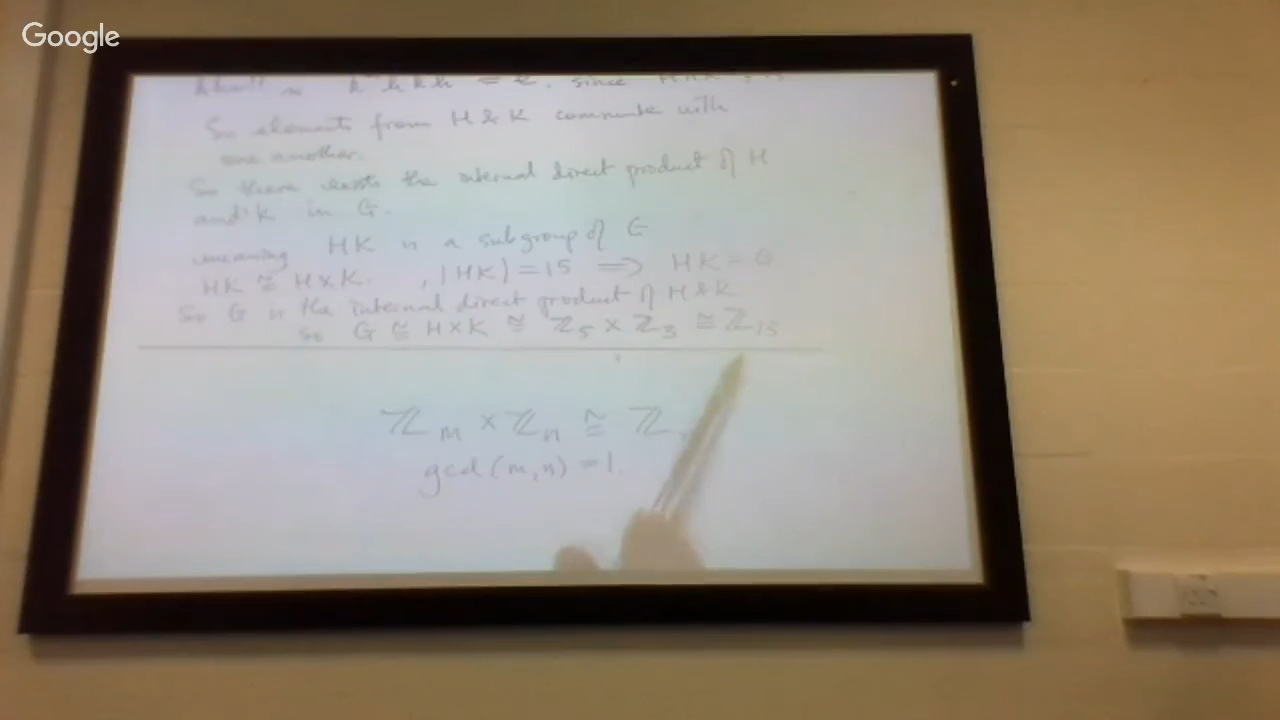 Google
= e, since
So elements from H & K commute with
one another.
So there exists the internal direct product of H
and K in G.
meaning HK is a subgroup of G
HK ≅ H×K. , |HK| = 15 ⟹ HK = G
So G is the internal direct product of H & K
so G ≅ H×K ≅ ℤ₅ × ℤ₃ ≅ ℤ₁₅
ℤₘ × ℤₙ ≅ ℤ
gcd(m,n) = 1.